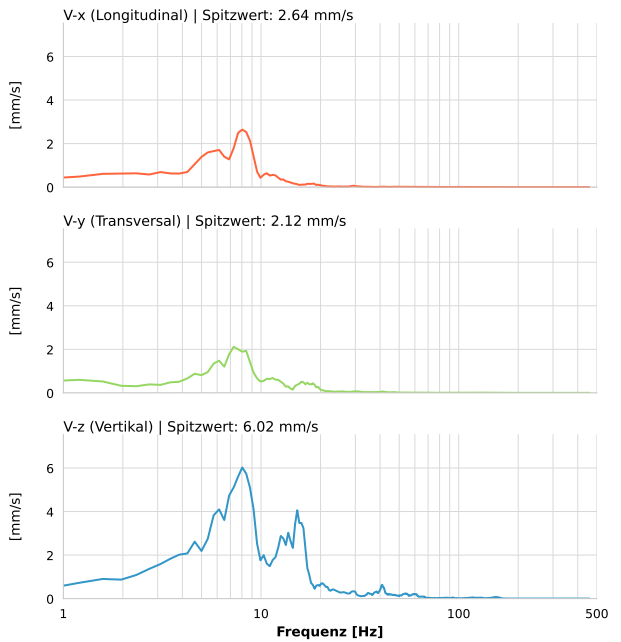 V-x (Longitudinal) | Spitzwert: 2.64 mm/s
6
4
2
0
[mm/s]
V-y (Transversal) | Spitzwert: 2.12 mm/s
6
4
2
0
[mm/s]
V-z (Vertikal) | Spitzwert: 6.02 mm/s
6
4
2
0
[mm/s]
1 10 100 500
Frequenz [Hz]